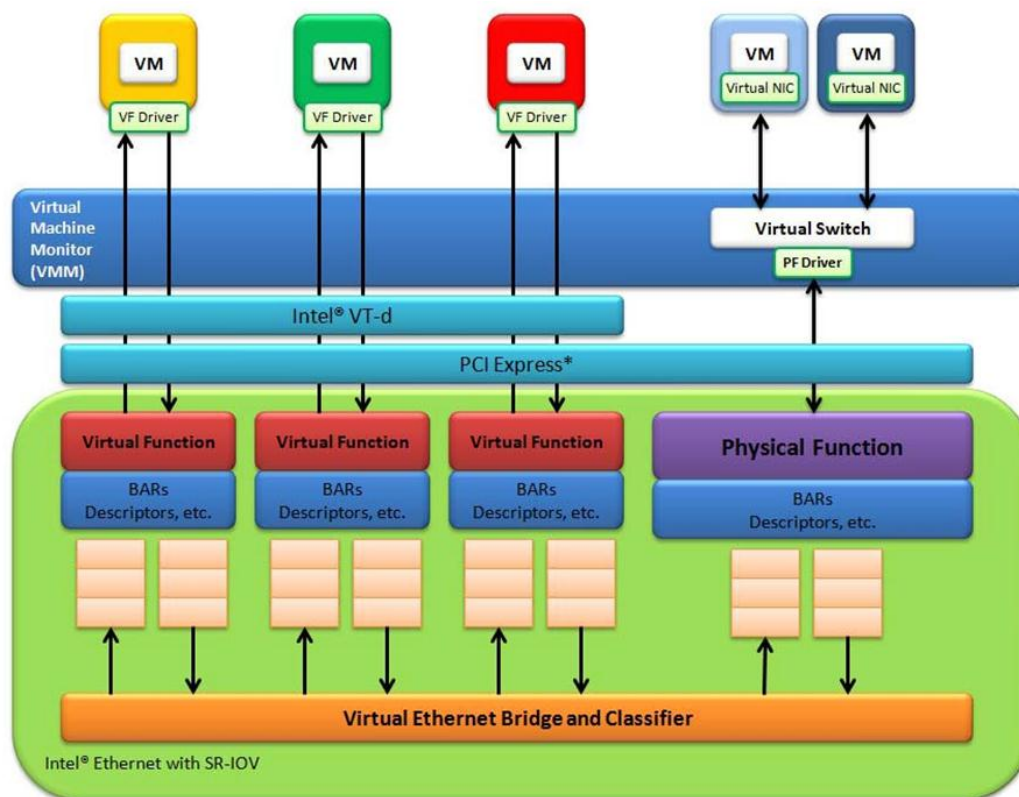 VM
VM
VM
VM
VM
Virtual NIC
Virtual NIC
VF Driver
VF Driver
VF Driver
Virtual
Machine
Monitor
(VMM)
Virtual Switch
PF Driver
Intel® VT-d
PCI Express*
Virtual Function
Virtual Function
Virtual Function
Physical Function
BARs
Descriptors, etc.
BARs
Descriptors, etc.
BARs
Descriptors, etc.
BARs
Descriptors, etc.
Virtual Ethernet Bridge and Classifier
Intel® Ethernet with SR-IOV